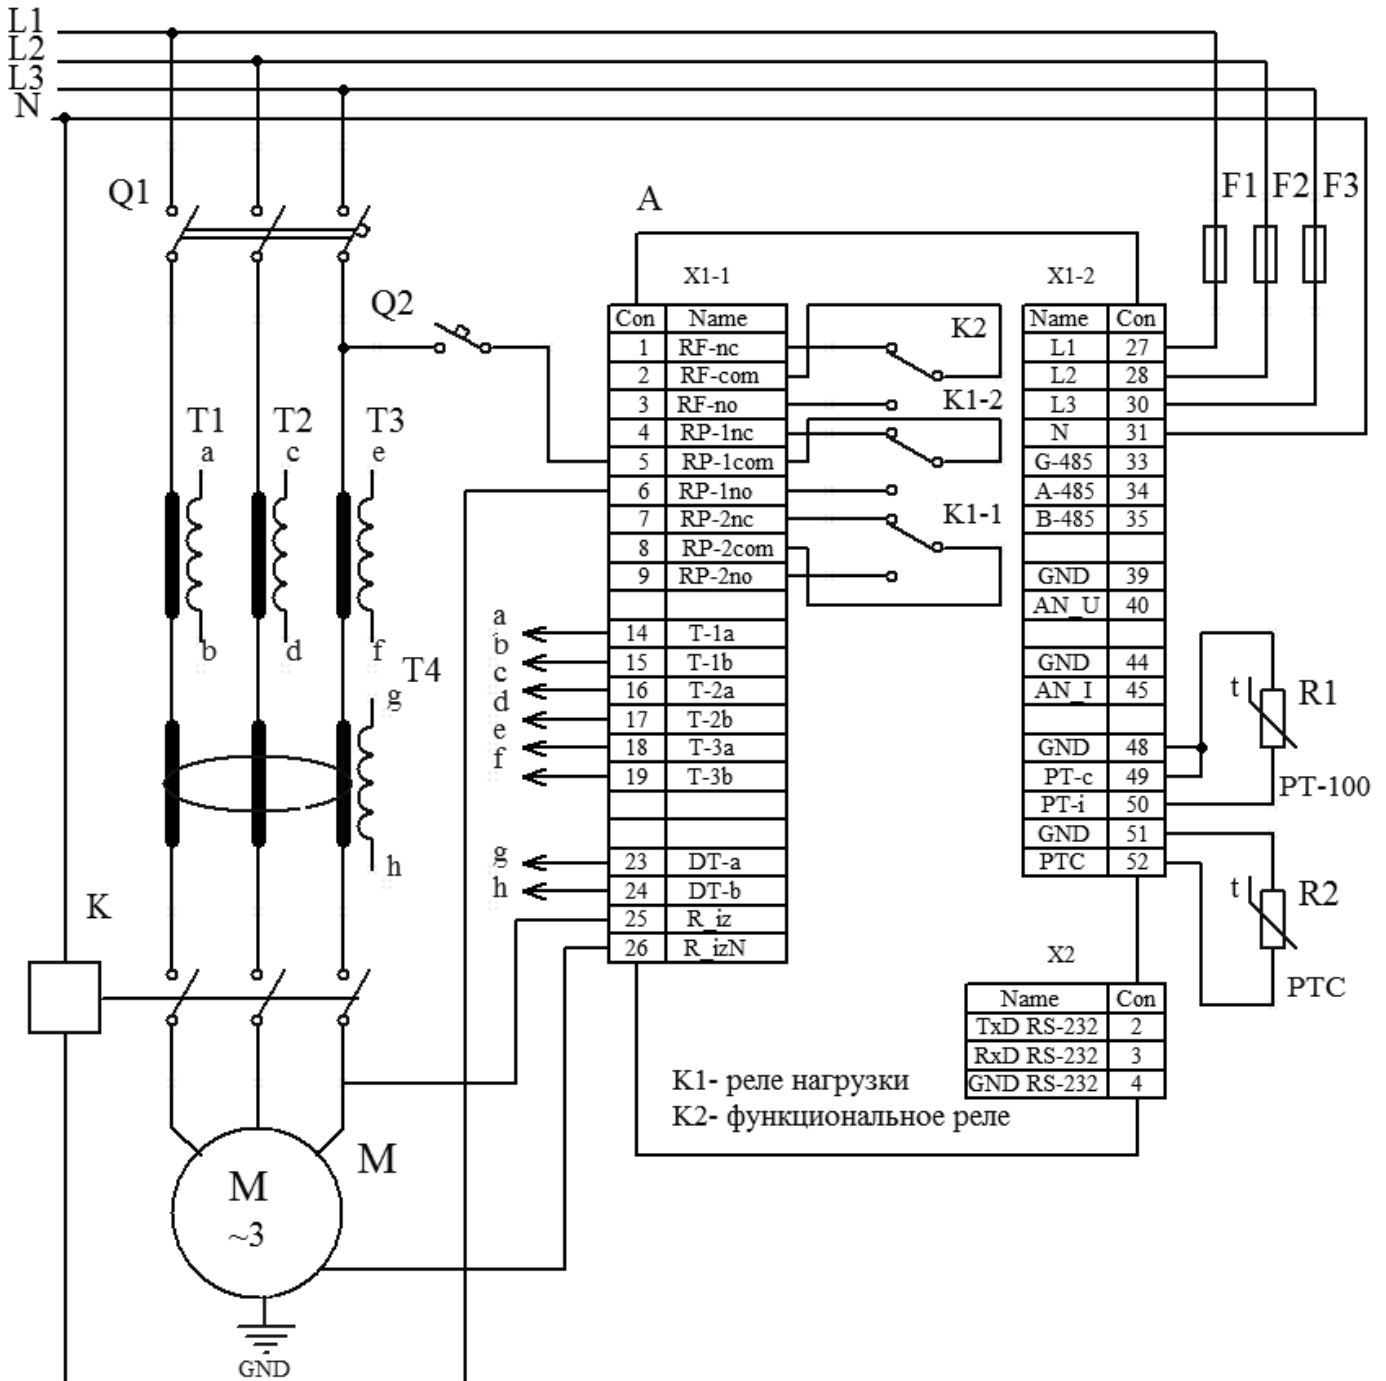 L1
L2
L3
N
Q1
A
F1 F2 F3
X1-1
X1-2
Q2
Con Name
1 RF-nc
2 RF-com
3 RF-no
4 RP-1nc
5 RP-1com
6 RP-1no
7 RP-2nc
8 RP-2com
9 RP-2no
14 T-1a
15 T-1b
16 T-2a
17 T-2b
18 T-3a
19 T-3b
23 DT-a
24 DT-b
25 R_iz
26 R_izN
K2
K1-2
K1-1
Name Con
L1 27
L2 28
L3 30
N 31
G-485 33
A-485 34
B-485 35
GND 39
AN_U 40
GND 44
AN_I 45
GND 48
PT-c 49
PT-i 50
GND 51
PTC 52
T1 T2 T3
a c e
b d f
T4
g
h
a
b
c
d
e
f
g
h
t R1
PT-100
t R2
PTC
K
X2
Name Con
TxD RS-232 2
RxD RS-232 3
GND RS-232 4
K1- реле нагрузки
K2- функциональное реле
M
M
~3
GND